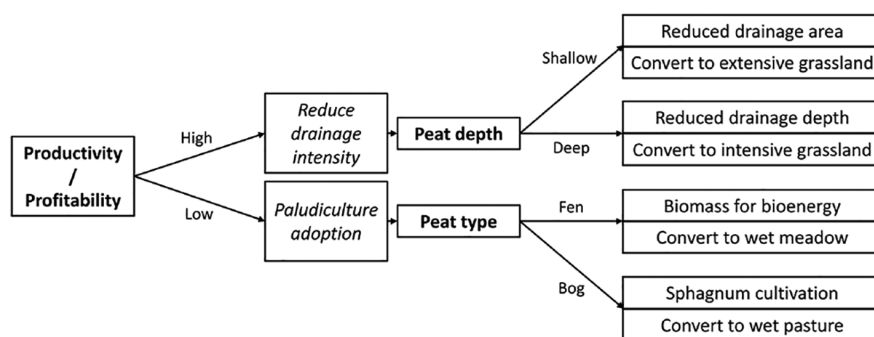 Productivity
/
Profitability
High
Low
Reduce
drainage
intensity
Paludiculture
adoption
Peat depth
Peat type
Shallow
Deep
Fen
Bog
Reduced drainage area
Convert to extensive grassland
Reduced drainage depth
Convert to intensive grassland
Biomass for bioenergy
Convert to wet meadow
Sphagnum cultivation
Convert to wet pasture